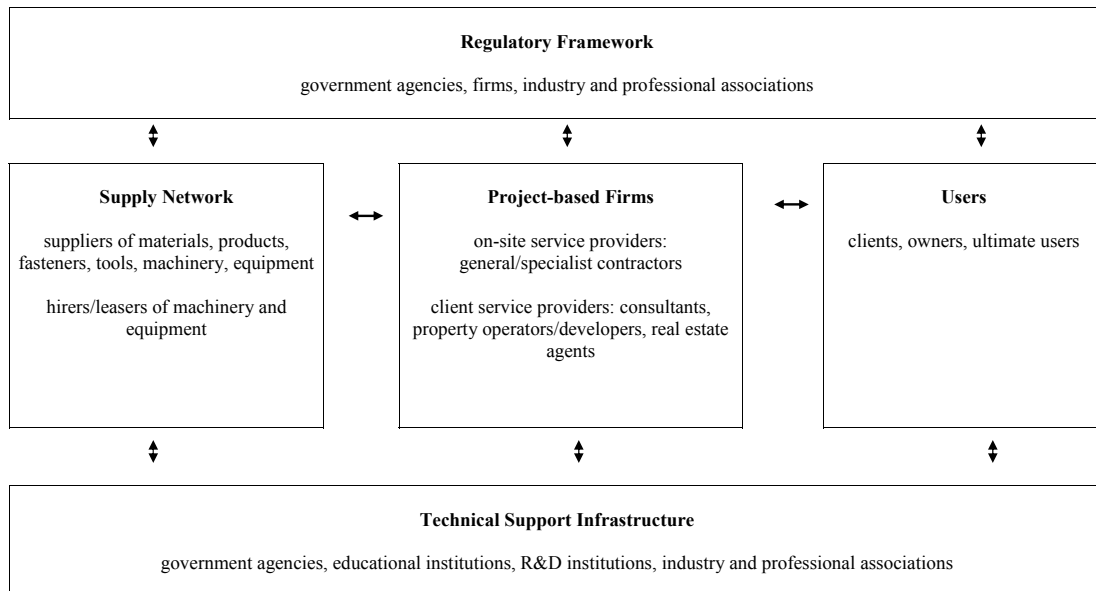 Regulatory Framework
government agencies, firms, industry and professional associations
Supply Network
suppliers of materials, products,
fasteners, tools, machinery, equipment
hirers/leasers of machinery and
equipment
Project-based Firms
on-site service providers:
general/specialist contractors
client service providers: consultants,
property operators/developers, real estate
agents
Users
clients, owners, ultimate users
Technical Support Infrastructure
government agencies, educational institutions, R&D institutions, industry and professional associations